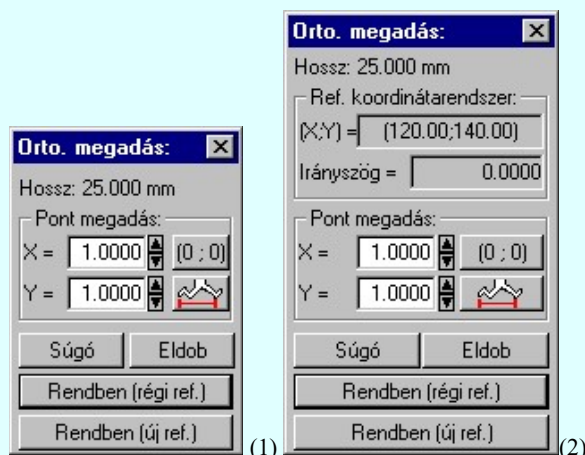 Orto. megadás:
Hossz: 25.000 mm
Pont megadás:
X = 1.0000 (0 ; 0)
Y = 1.0000
Súgó Eldob
Rendben (régi ref.)
Rendben (új ref.)
(1)
Orto. megadás:
Hossz: 25.000 mm
Ref. koordinátarendszer:
(X;Y) = (120.00;140.00)
Irányszög = 0.0000
Pont megadás:
X = 1.0000 (0 ; 0)
Y = 1.0000
Súgó Eldob
Rendben (régi ref.)
Rendben (új ref.)
(2)